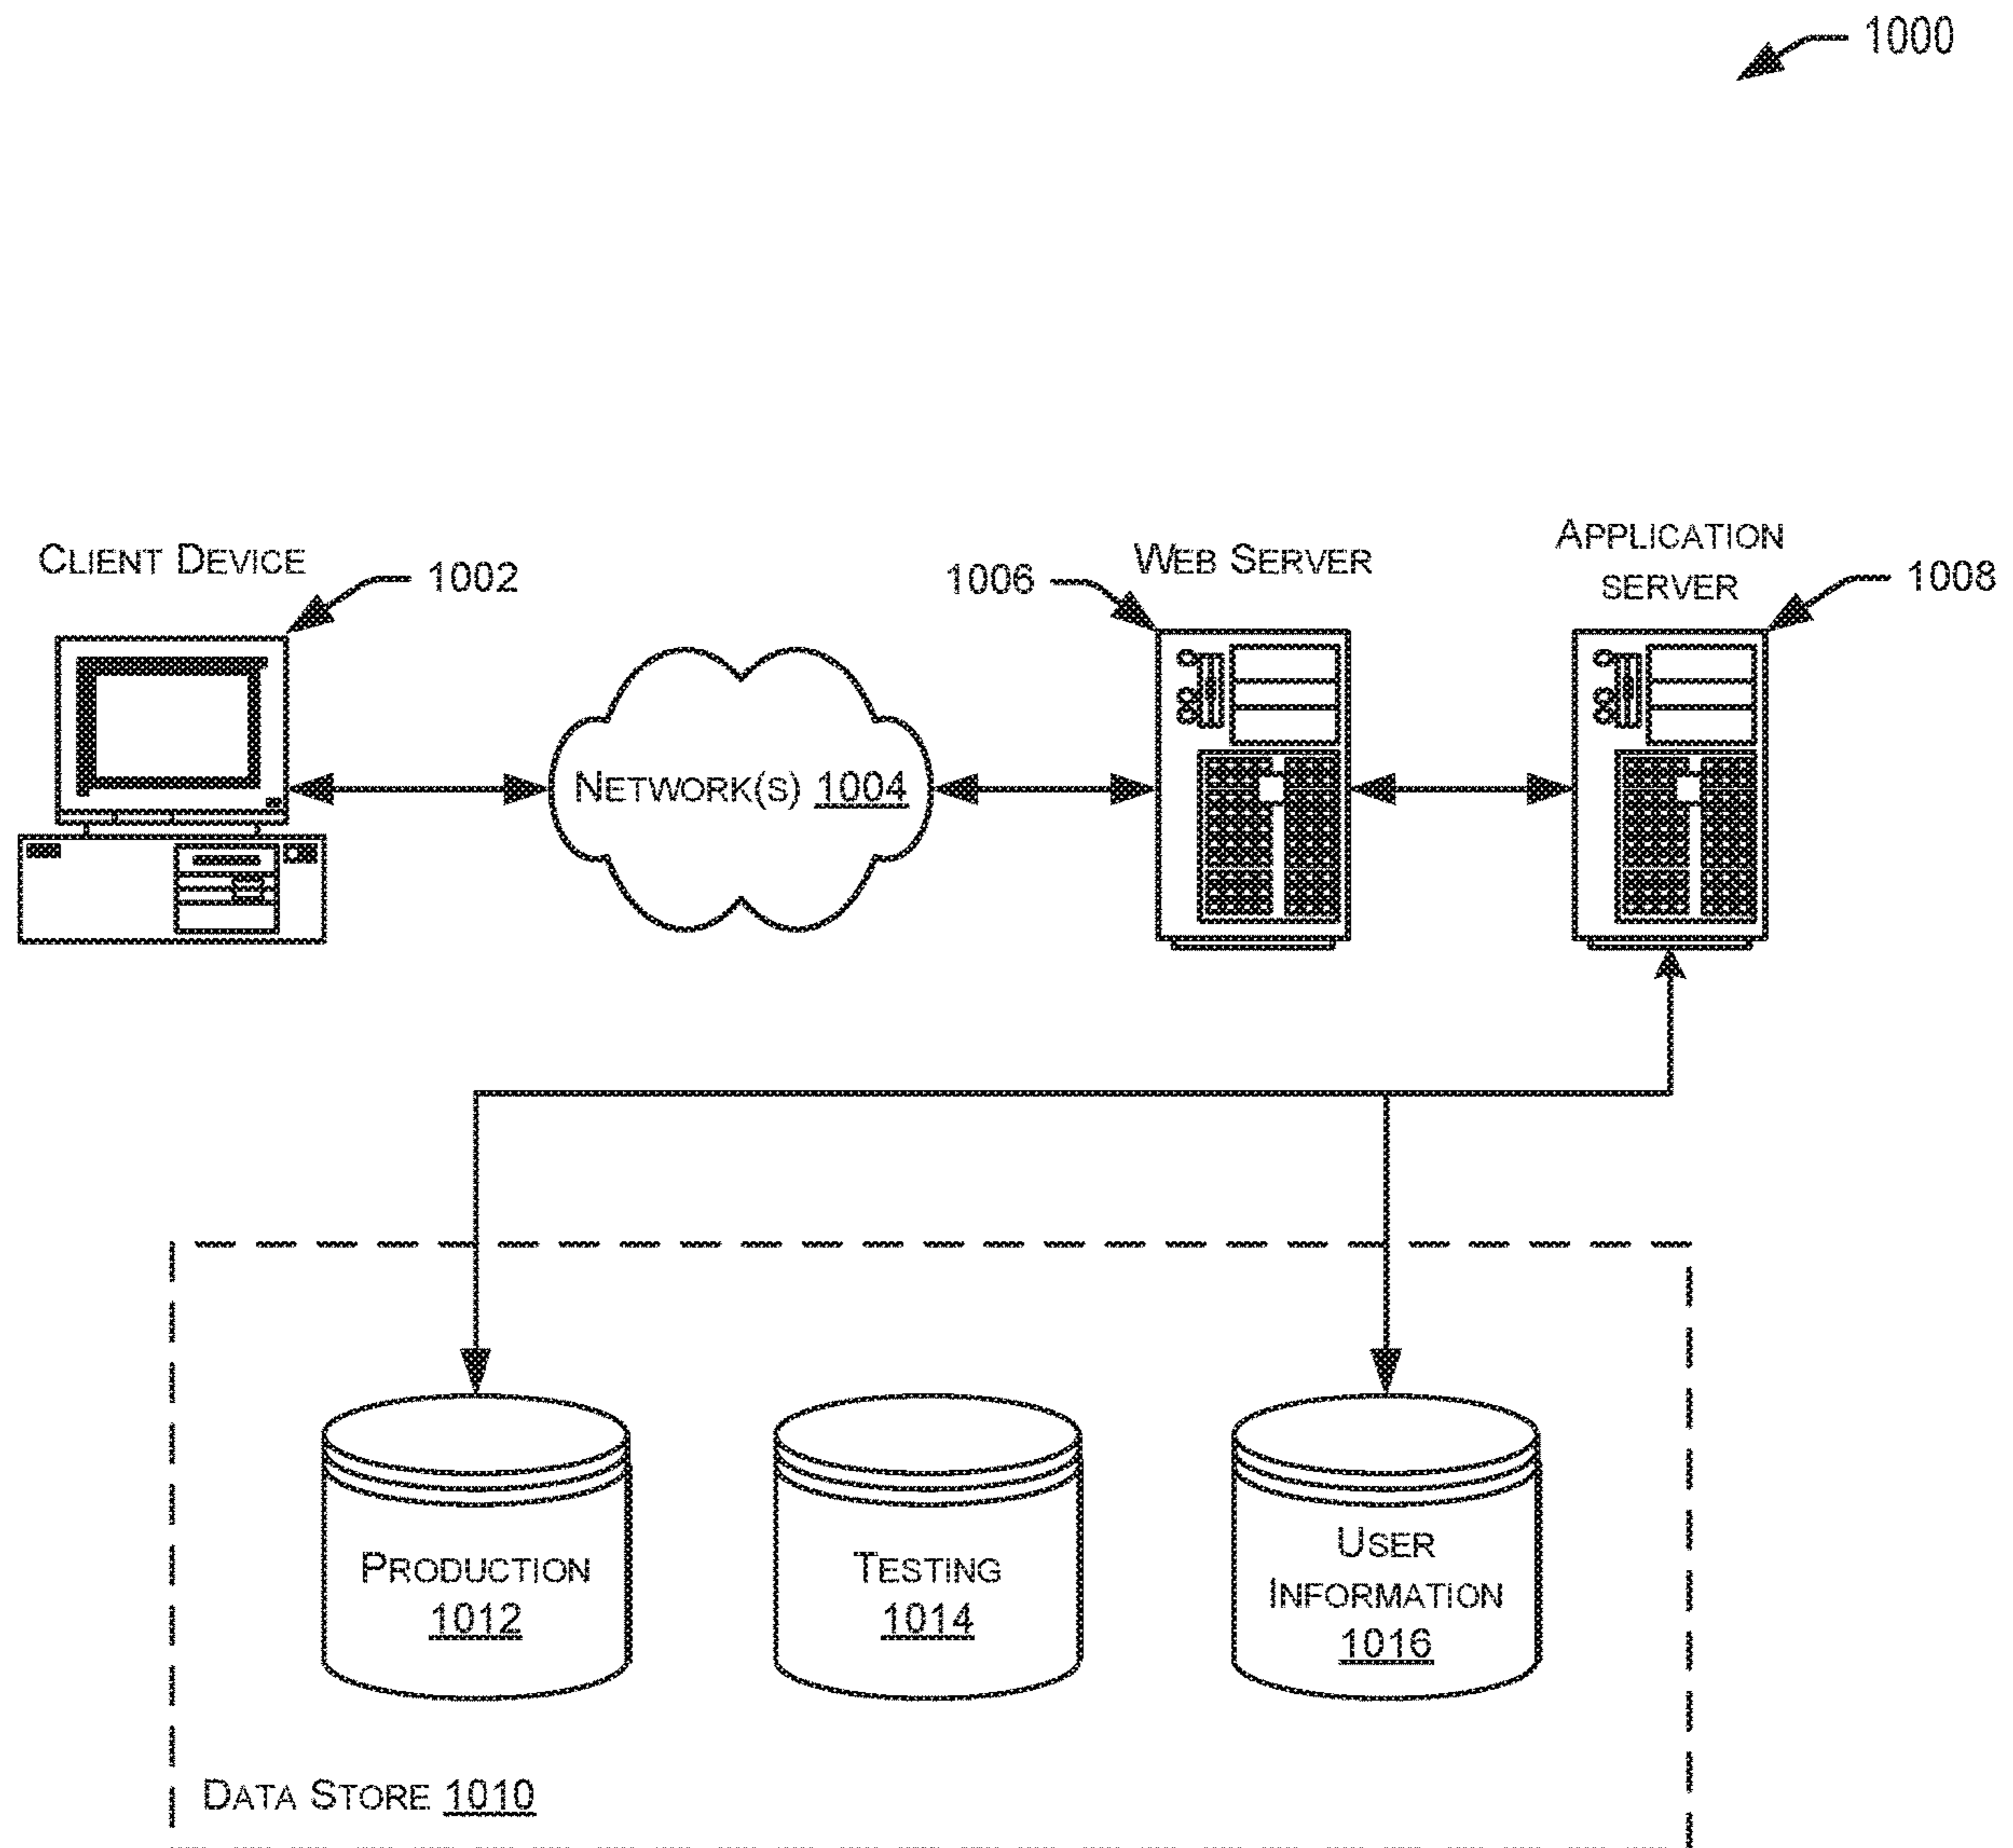 1000
CLIENT DEVICE
1002
NETWORK(S) 1004
1006
WEB SERVER
APPLICATION
SERVER
1008
PRODUCTION
1012
TESTING
1014
USER
INFORMATION
1016
DATA STORE 1010